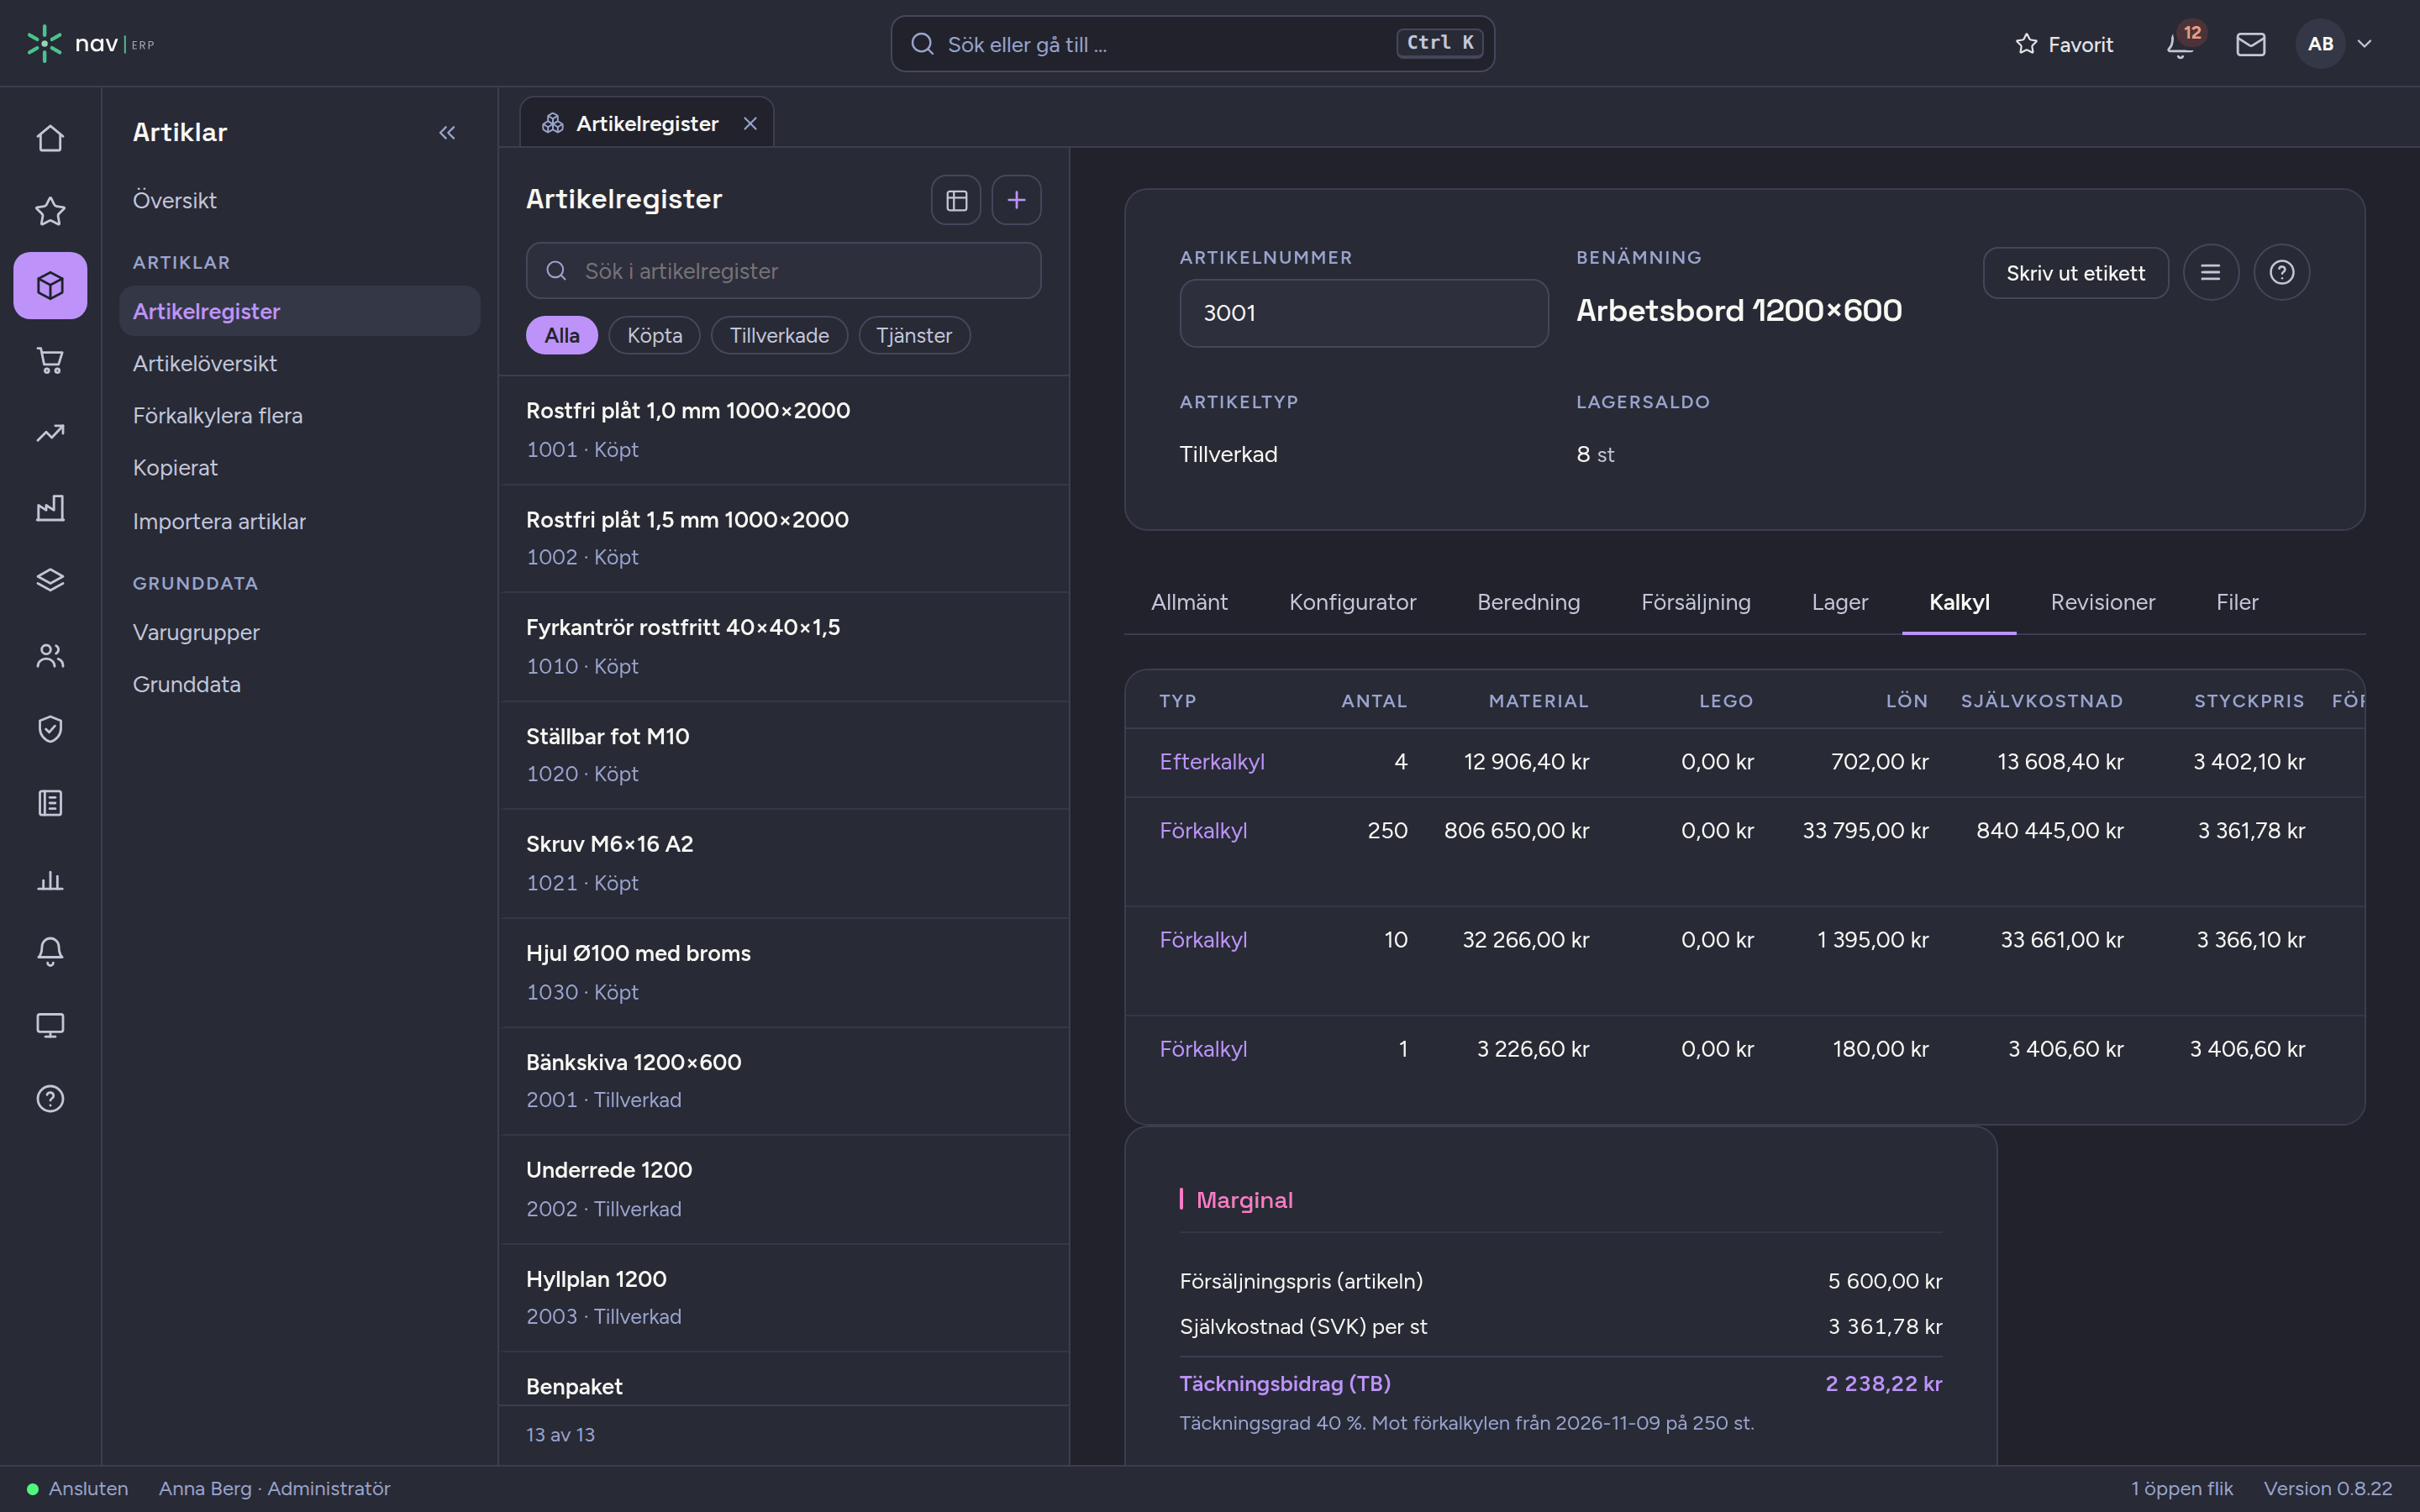 nav ERP
Sök eller gå till ...
Ctrl K
Favorit
12
AB
Artiklar
Översikt
ARTIKLAR
Artikelregister
Artikelöversikt
Förkalkylera flera
Kopierat
Importera artiklar
GRUNDDATA
Varugrupper
Grunddata
Artikelregister
Artikelregister
Sök i artikelregister
Alla Köpta Tillverkade Tjänster
Rostfri plåt 1,0 mm 1000×2000
1001 · Köpt
Rostfri plåt 1,5 mm 1000×2000
1002 · Köpt
Fyrkantrör rostfritt 40×40×1,5
1010 · Köpt
Ställbar fot M10
1020 · Köpt
Skruv M6×16 A2
1021 · Köpt
Hjul Ø100 med broms
1030 · Köpt
Bänkskiva 1200×600
2001 · Tillverkad
Underrede 1200
2002 · Tillverkad
Hyllplan 1200
2003 · Tillverkad
Benpaket
13 av 13
ARTIKELNUMMER
3001
BENÄMNING
Arbetsbord 1200×600
Skriv ut etikett
ARTIKELTYP
Tillverkad
LAGERSALDO
8 st
Allmänt Konfigurator Beredning Försäljning Lager Kalkyl Revisioner Filer
TYP ANTAL MATERIAL LEGO LÖN SJÄLVKOSTNAD STYCKPRIS FÖR
Efterkalkyl 4 12 906,40 kr 0,00 kr 702,00 kr 13 608,40 kr 3 402,10 kr
Förkalkyl 250 806 650,00 kr 0,00 kr 33 795,00 kr 840 445,00 kr 3 361,78 kr
Förkalkyl 10 32 266,00 kr 0,00 kr 1 395,00 kr 33 661,00 kr 3 366,10 kr
Förkalkyl 1 3 226,60 kr 0,00 kr 180,00 kr 3 406,60 kr 3 406,60 kr
Marginal
Försäljningspris (artikeln) 5 600,00 kr
Självkostnad (SVK) per st 3 361,78 kr
Täckningsbidrag (TB) 2 238,22 kr
Täckningsgrad 40 %. Mot förkalkylen från 2026-11-09 på 250 st.
Ansluten Anna Berg · Administratör
1 öppen flik Version 0.8.22